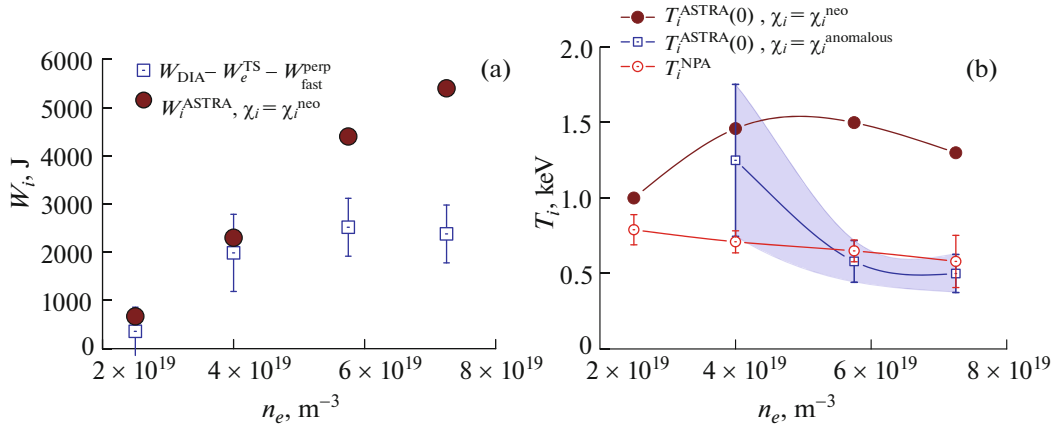 (a)
W_DIA – W_e^TS – W_fast^perp
W_i^ASTRA, χ_i = χ_i^neo
6000
5000
4000
3000
2000
1000
0
W_i, J
2 × 10^19
4 × 10^19
6 × 10^19
8 × 10^19
n_e, m^−3
T_i^ASTRA(0) , χ_i = χ_i^neo
T_i^ASTRA(0) , χ_i = χ_i^anomalous
T_i^NPA
(b)
2.0
1.5
1.0
0.5
0
T_i, keV
2 × 10^19
4 × 10^19
6 × 10^19
8 × 10^19
n_e, m^−3